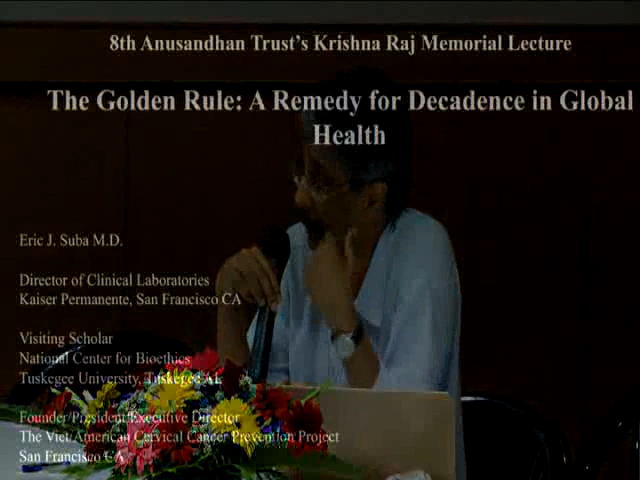 8th Anusandhan Trust's Krishna Raj Memorial Lecture
The Golden Rule: A Remedy for Decadence in Global
Health
Eric J. Suba M.D.
Director of Clinical Laboratories
Kaiser Permanente, San Francisco CA
Visiting Scholar
National Center for Bioethics
Tuskegee University, Tuskegee AL
Founder/President/Executive Director
The Viet/American Cervical Cancer Prevention Project
San Francisco CA